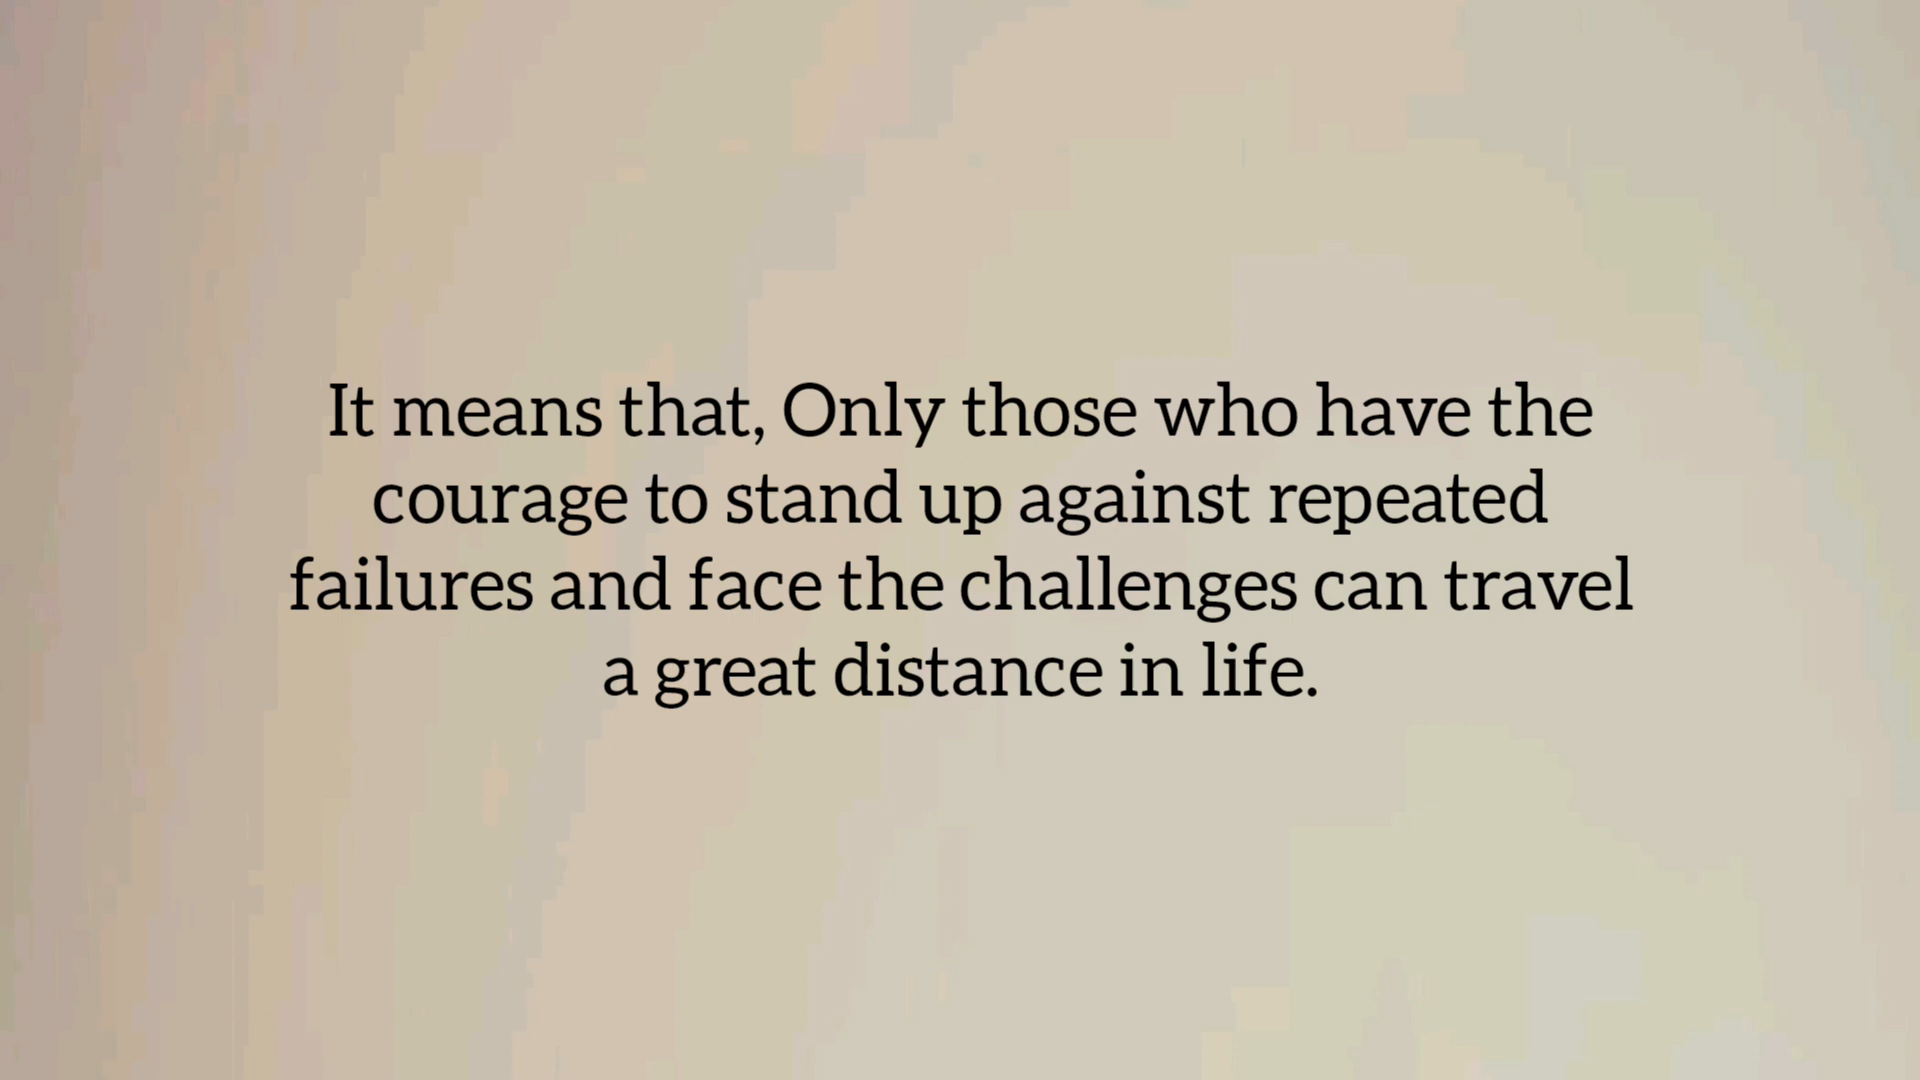 It means that, Only those who have the
courage to stand up against repeated
failures and face the challenges can travel
a great distance in life.